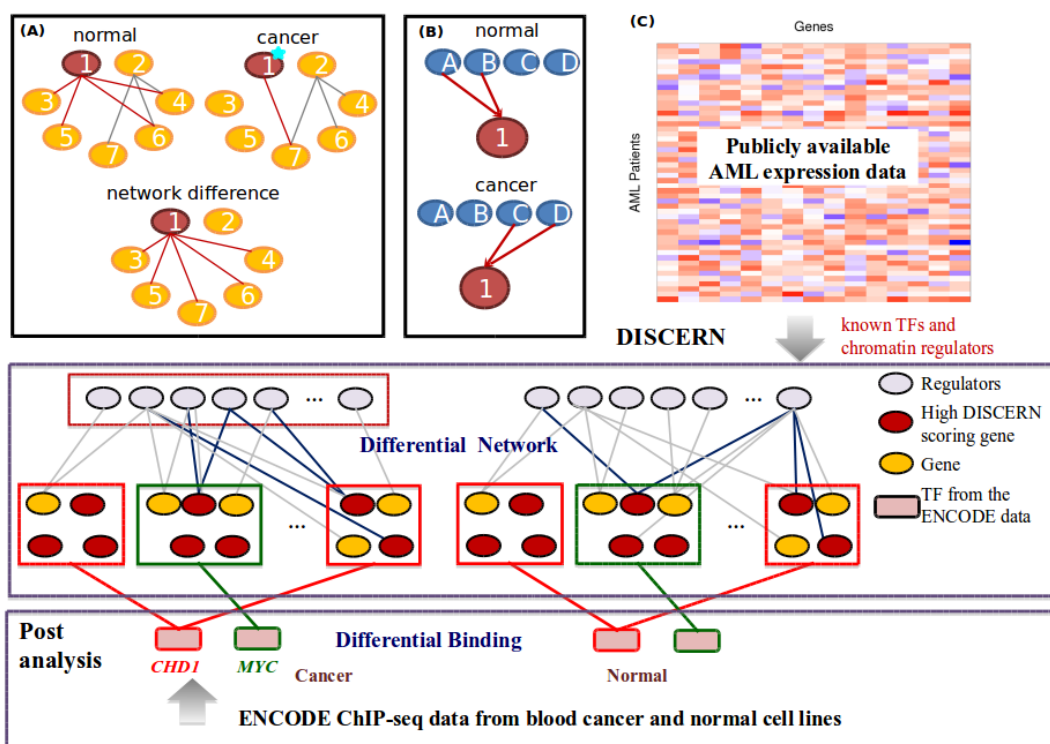 (A)
normal
cancer
1
2
3
4
5
6
7
1
2
3
4
5
6
7
network difference
1
2
3
4
5
6
7
(B)
normal
A B C D
1
cancer
A B C D
1
(C)
Genes
AML Patients
Publicly available
AML expression data
DISCERN
known TFs and
chromatin regulators
...
...
Regulators
High DISCERN
scoring gene
Gene
TF from the
ENCODE data
Differential Network
...
...
Post
analysis
Differential Binding
CHD1
MYC
Cancer
Normal
ENCODE ChIP-seq data from blood cancer and normal cell lines